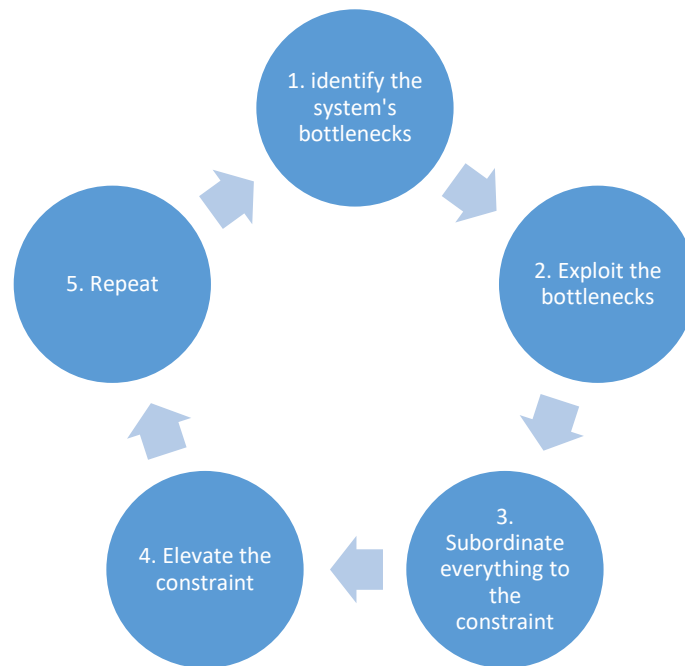 1. identify the
system's
bottlenecks
2. Exploit the
bottlenecks
3.
Subordinate
everything to
the
constraint
4. Elevate the
constraint
5. Repeat